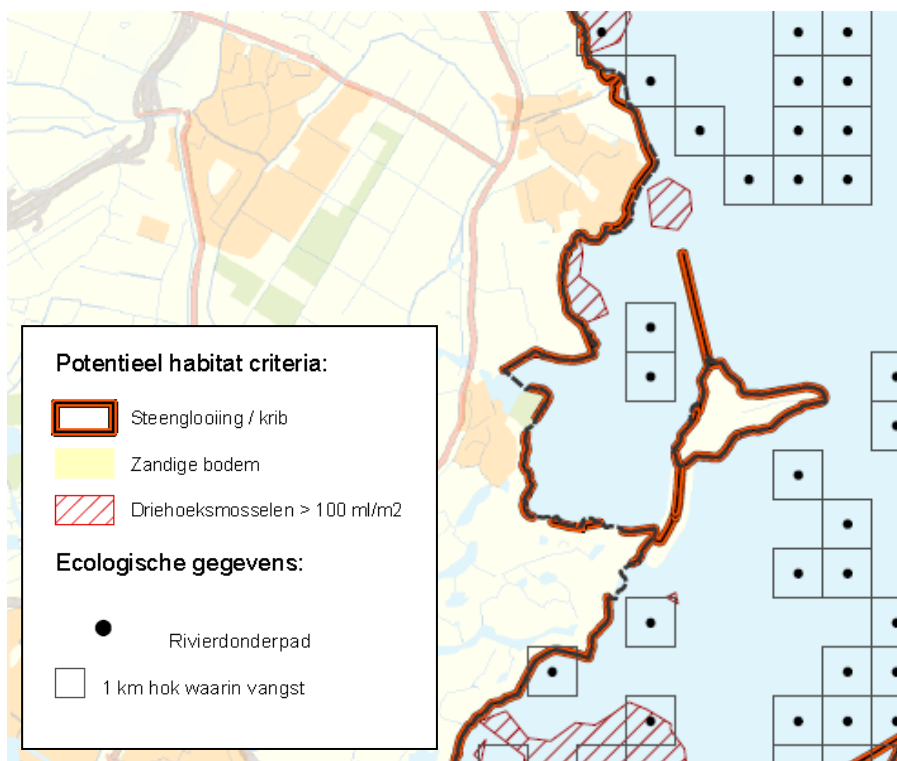 Potentieel habitat criteria:
Steenglooiing / krib
Zandige bodem
Driehoeksmosselen > 100 ml/m2
Ecologische gegevens:
Rivierdonderpad
1 km hok waarin vangst